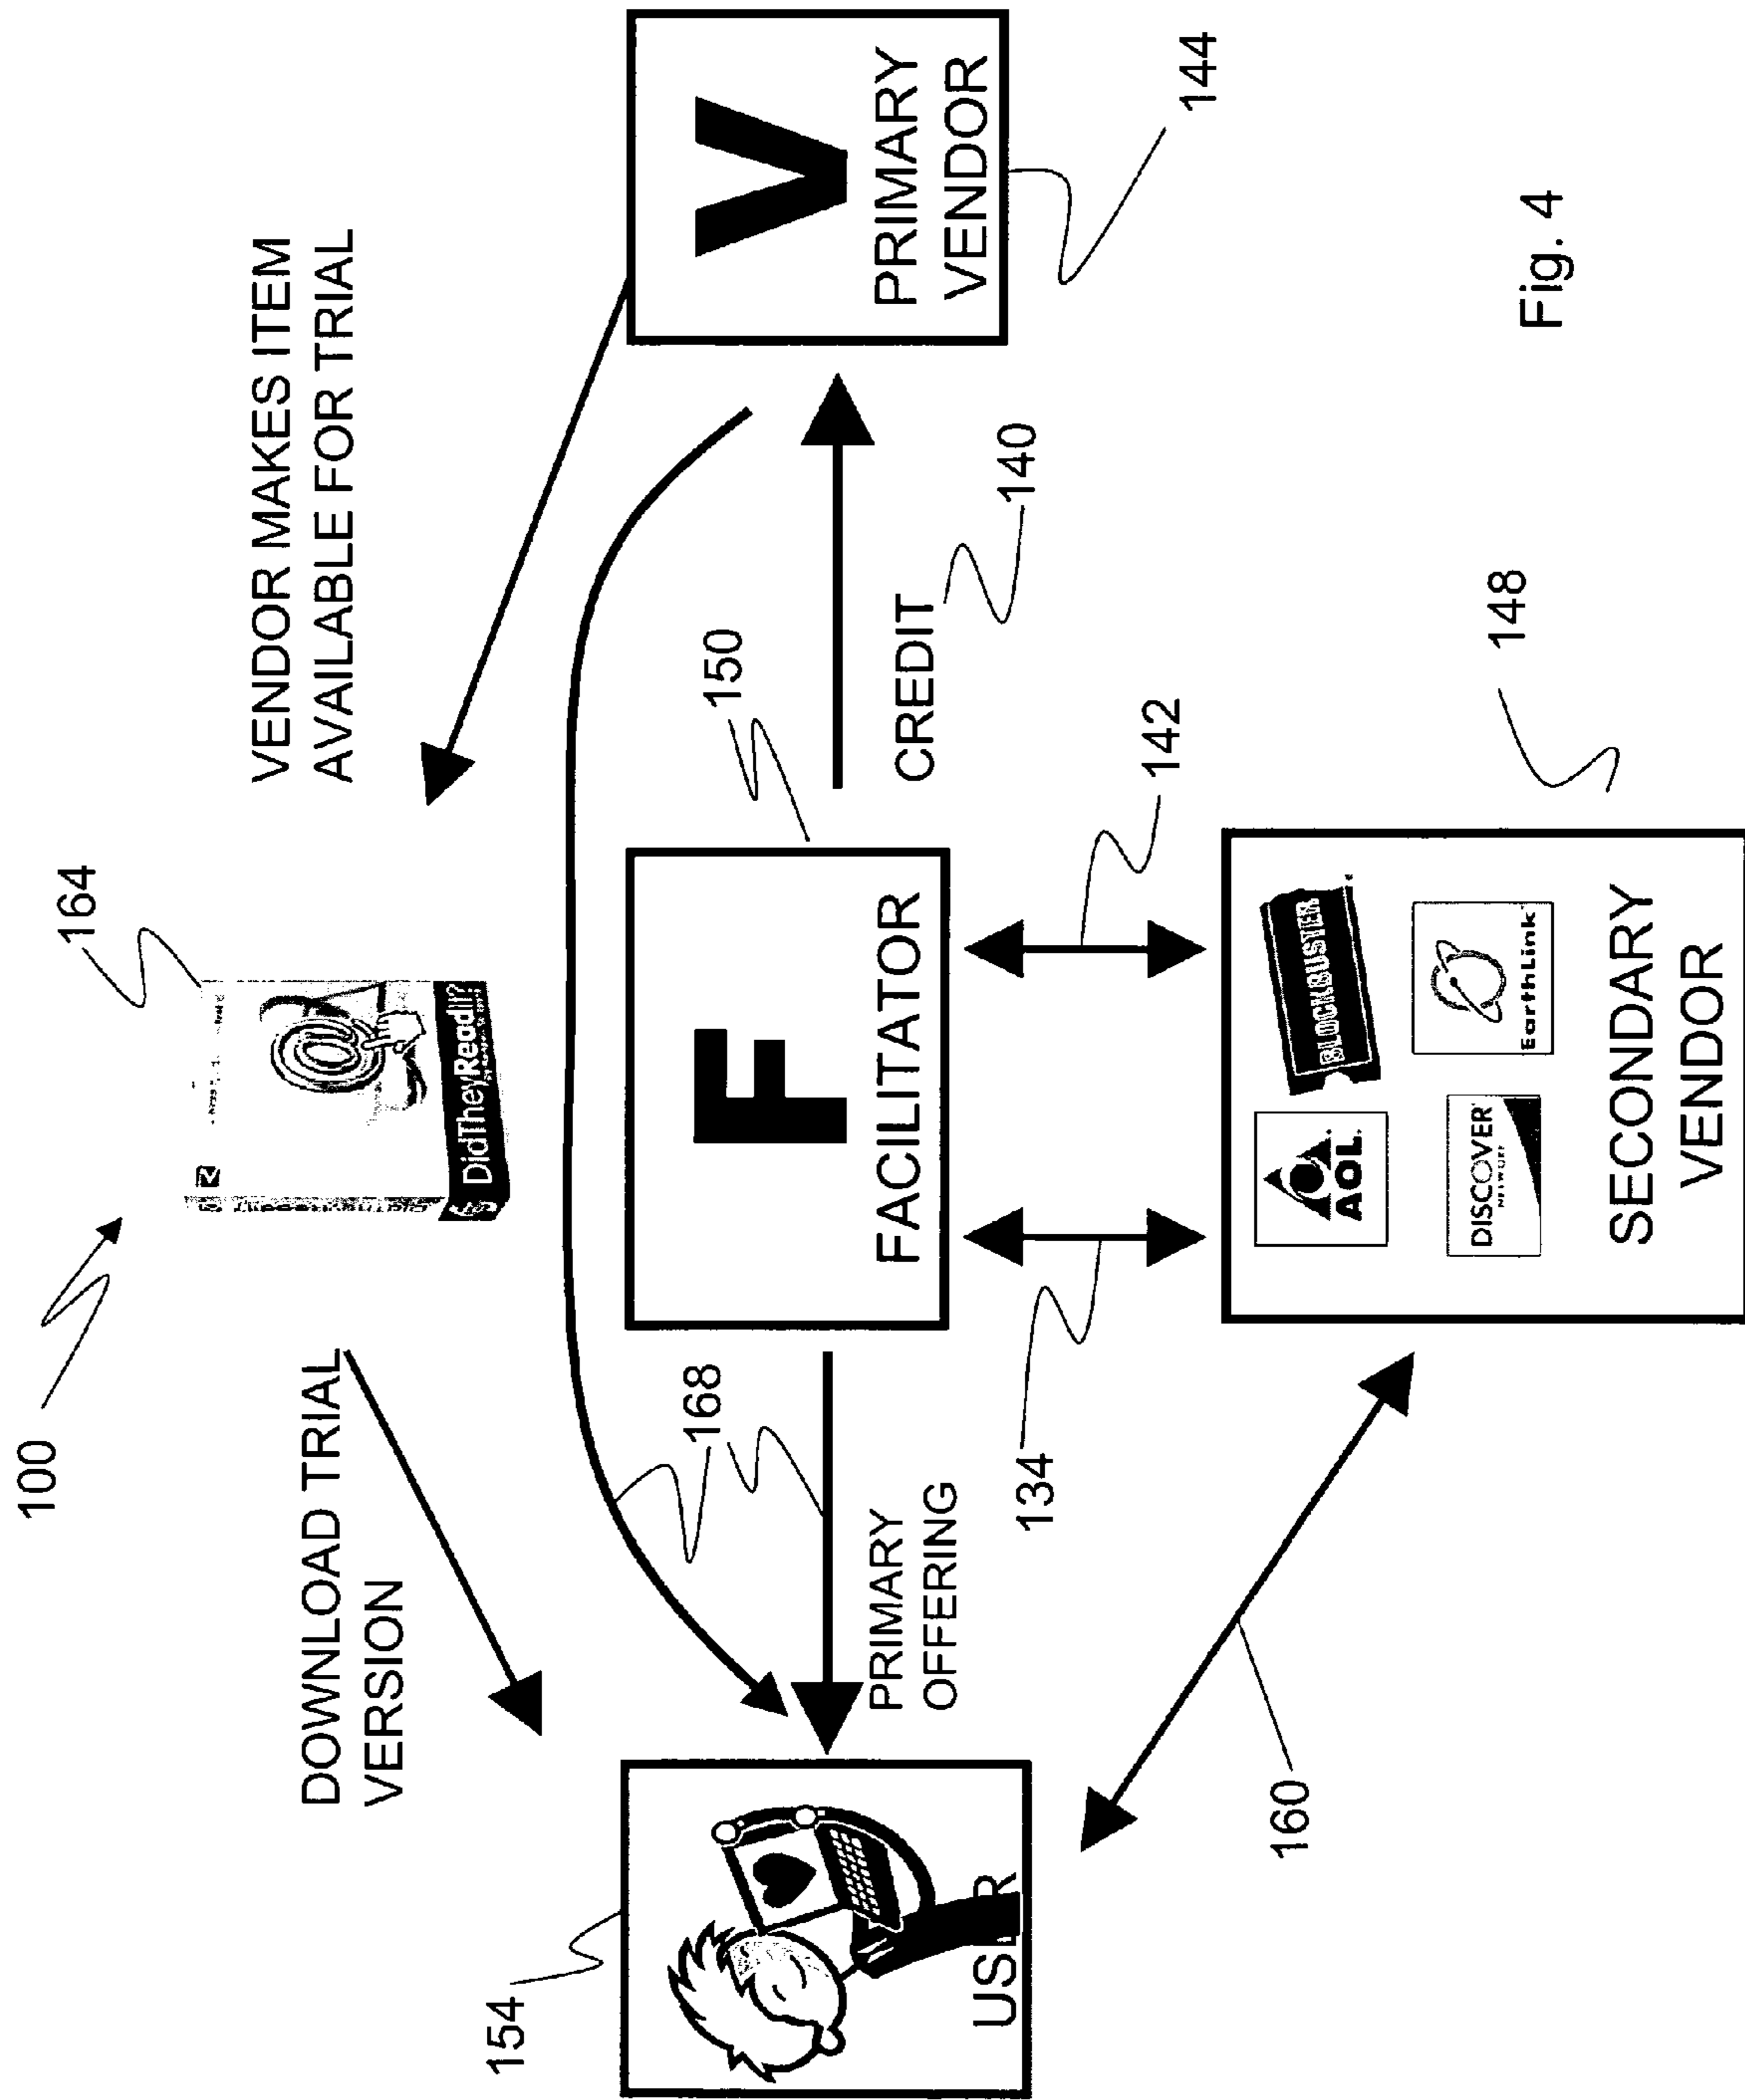 100
164
DOWNLOAD TRIAL
VERSION
VENDOR MAKES ITEM
AVAILABLE FOR TRIAL
DidTheyReadIt?
154
USER
168
PRIMARY
OFFERING
F
FACILITATOR
150
CREDIT
140
V
PRIMARY
VENDOR
144
134
142
160
AOL
BLOCKBUSTER
DISCOVER
NETWORK
EarthLink
SECONDARY
VENDOR
148
Fig. 4